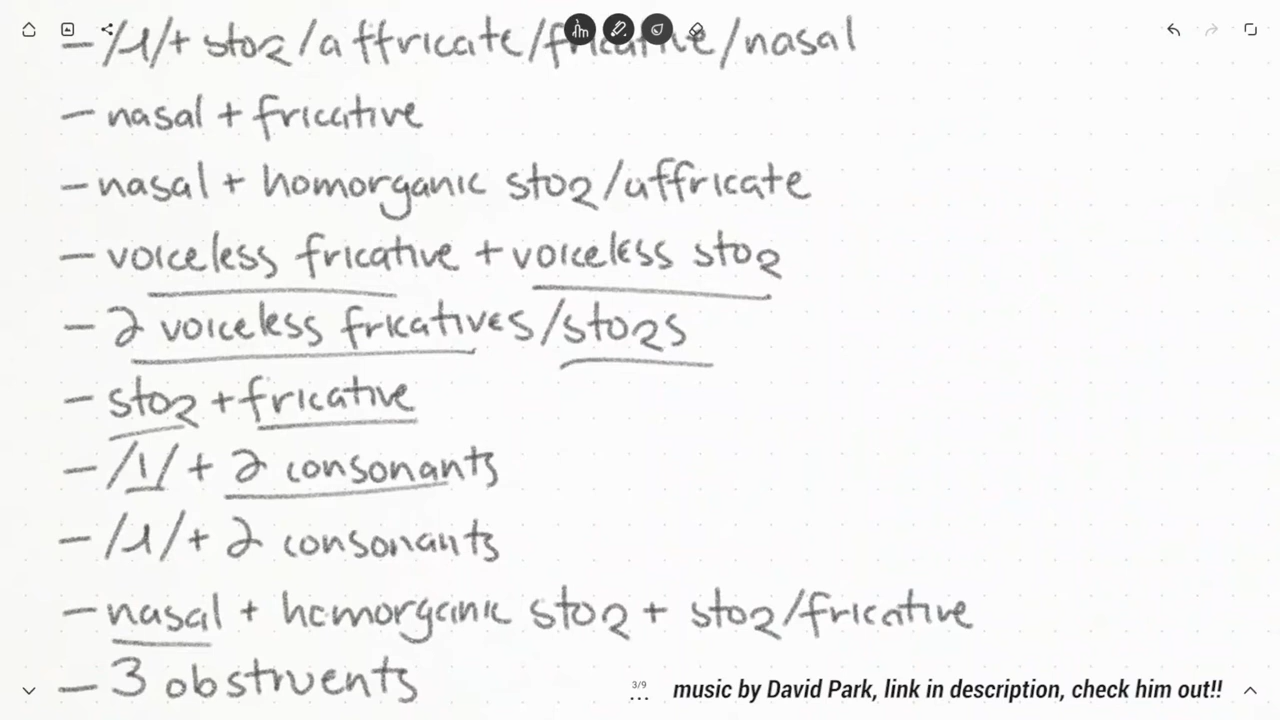 - /ɹ/+ stop/affricate/fricative/nasal
- nasal + fricative
- nasal + homorganic stop/affricate
- voiceless fricative + voiceless stop
- 2 voiceless fricatives/stops
- stop + fricative
- /l/ + 2 consonants
- /ɹ/ + 2 consonants
- nasal + homorganic stop + stop/fricative
- 3 obstruents
3/9
music by David Park, link in description, check him out!!